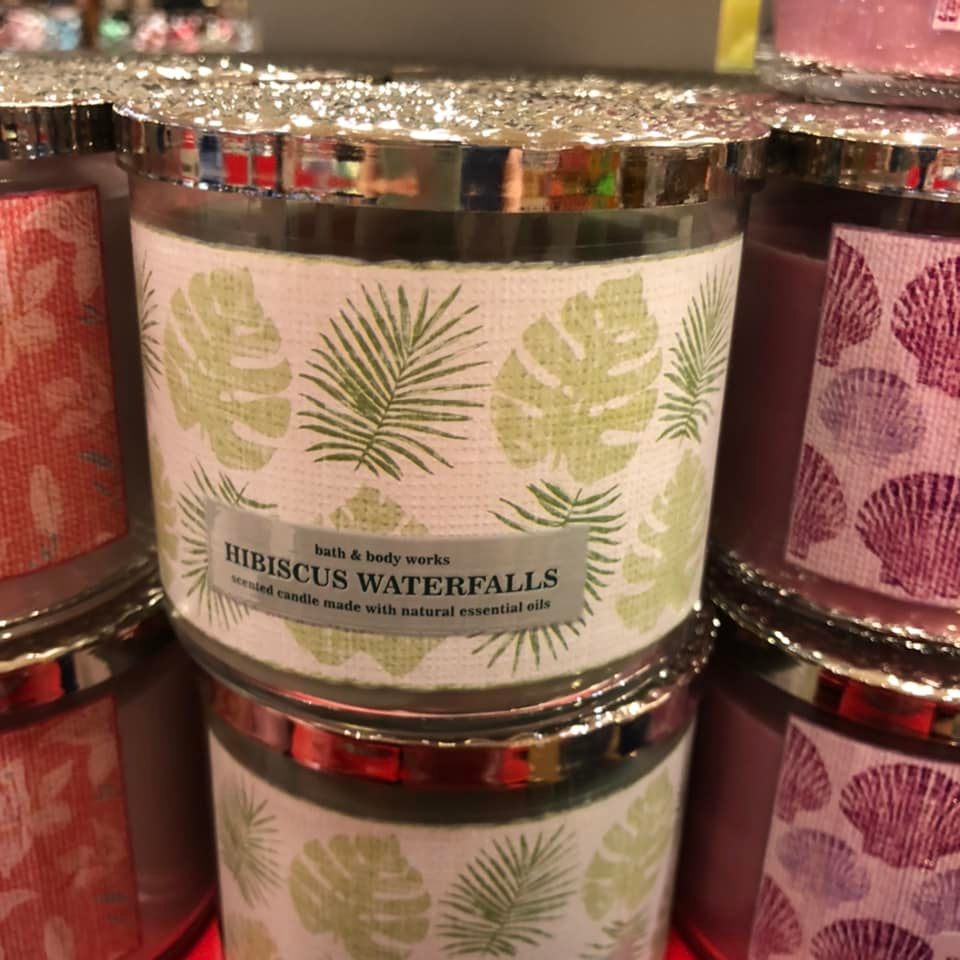 bath & body works
HIBISCUS WATERFALLS
scented candle made with natural essential oils